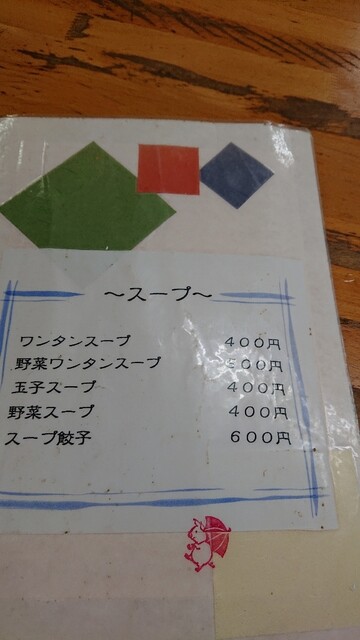 ～スープ～
ワンタンスープ 400円
野菜ワンタンスープ 500円
玉子スープ 400円
野菜スープ 400円
スープ餃子 600円